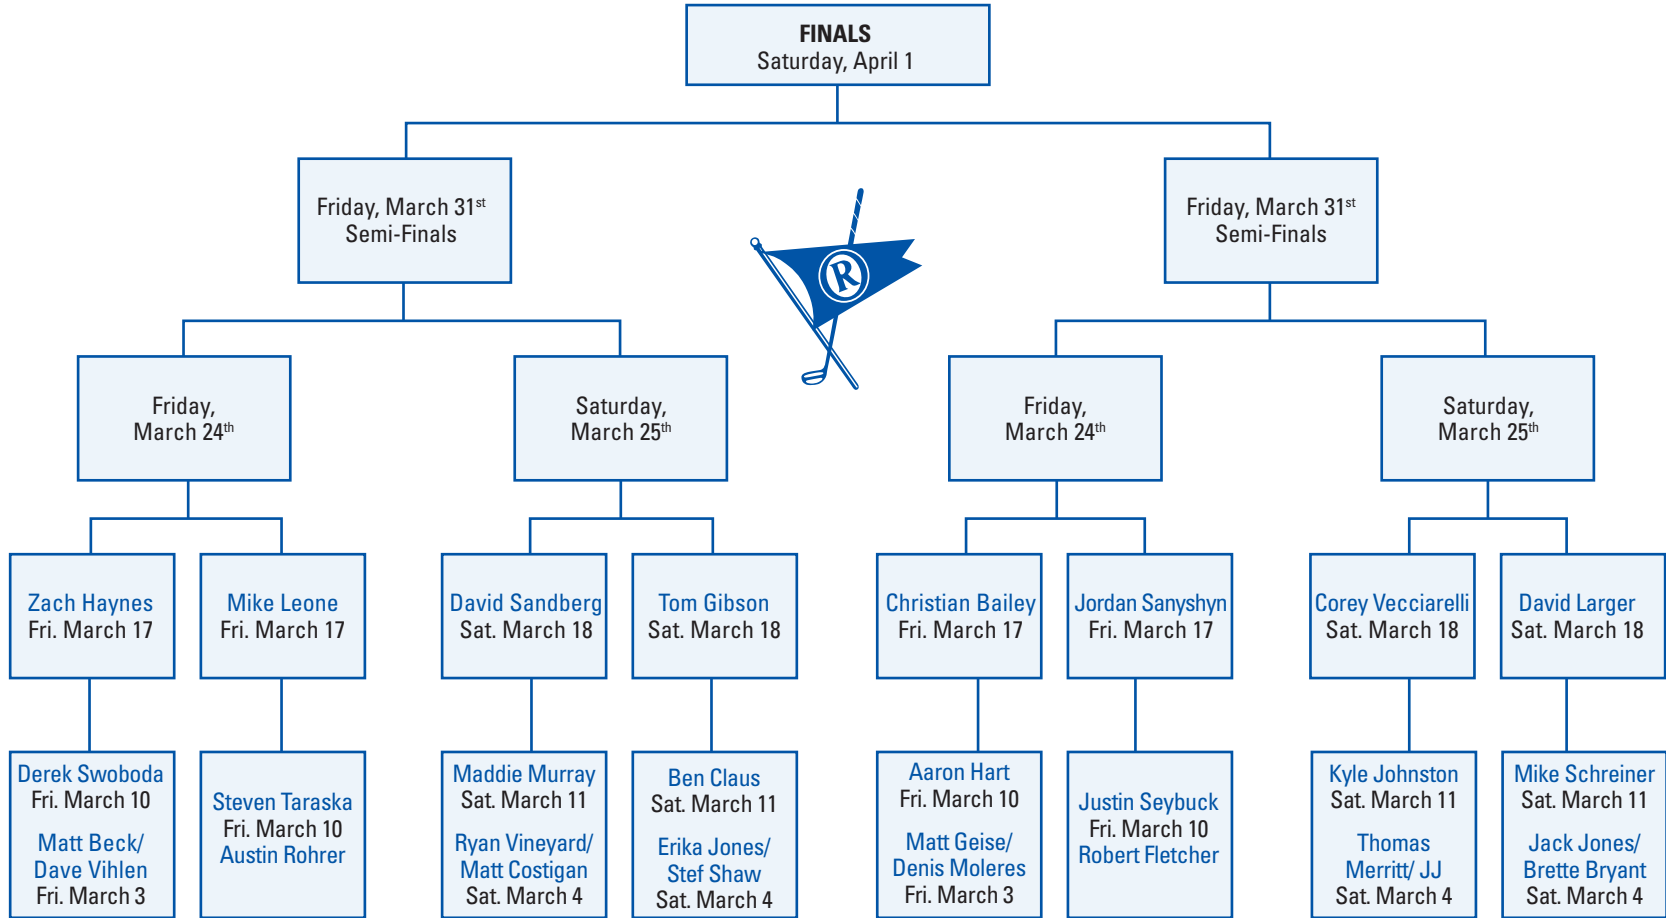 FINALS
Saturday, April 1
Friday, March 31st
Semi-Finals
Friday, March 31st
Semi-Finals
R
Friday,
March 24th
Saturday,
March 25th
Friday,
March 24th
Saturday,
March 25th
Zach Haynes
Fri. March 17
Mike Leone
Fri. March 17
David Sandberg
Sat. March 18
Tom Gibson
Sat. March 18
Christian Bailey
Fri. March 17
Jordan Sanyshyn
Fri. March 17
Corey Vecciarelli
Sat. March 18
David Larger
Sat. March 18
Derek Swoboda
Fri. March 10
Matt Beck/
Dave Vihlen
Fri. March 3
Steven Taraska
Fri. March 10
Austin Rohrer
Maddie Murray
Sat. March 11
Ryan Vineyard/
Matt Costigan
Sat. March 4
Ben Claus
Sat. March 11
Erika Jones/
Stef Shaw
Sat. March 4
Aaron Hart
Fri. March 10
Matt Geise/
Denis Moleres
Fri. March 3
Justin Seybuck
Fri. March 10
Robert Fletcher
Kyle Johnston
Sat. March 11
Thomas
Merritt/ JJ
Sat. March 4
Mike Schreiner
Sat. March 11
Jack Jones/
Brette Bryant
Sat. March 4